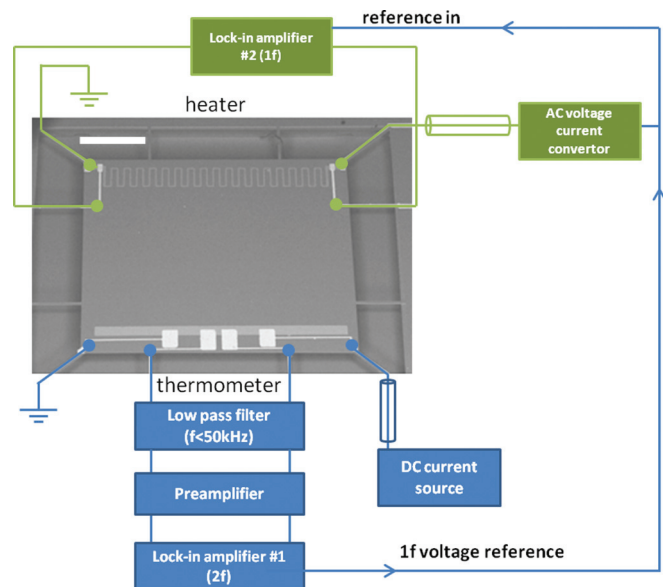 reference in
Lock-in amplifier
#2 (1f)
heater
AC voltage
current
convertor
thermometer
Low pass filter
(f<50kHz)
DC current
source
Preamplifier
Lock-in amplifier #1
(2f)
1f voltage reference